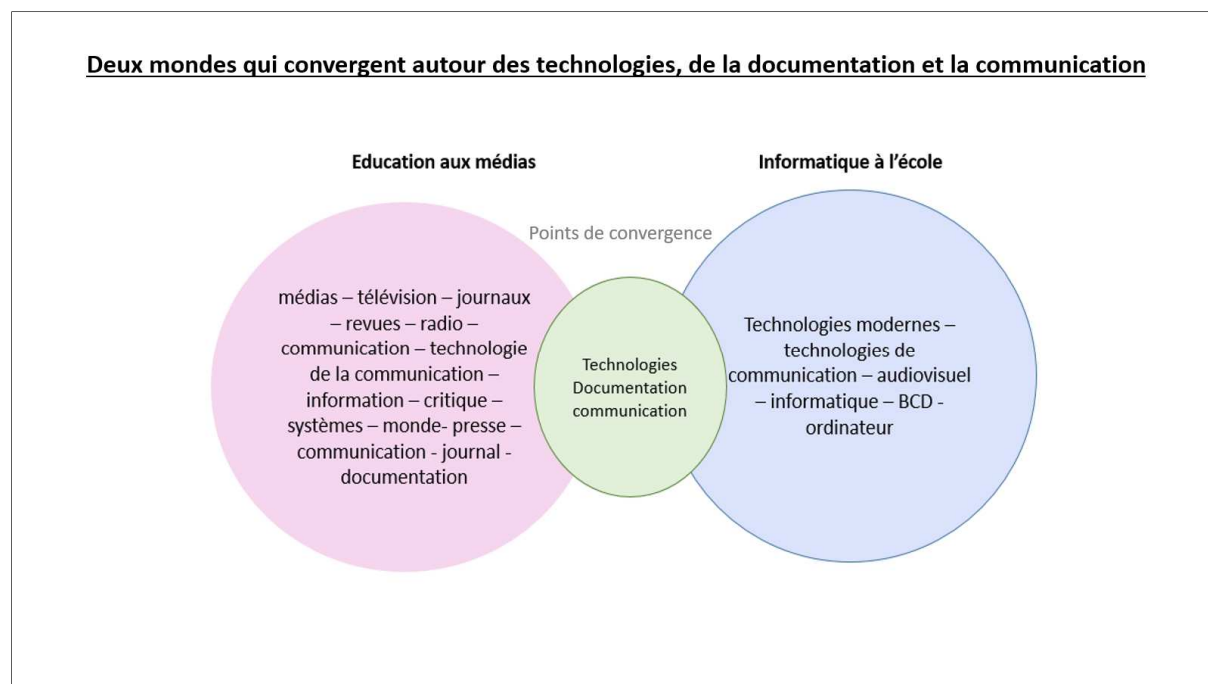 Deux mondes qui convergent autour des technologies, de la documentation et la communication
Education aux médias
Informatique à l'école
Points de convergence
médias – télévision – journaux
– revues – radio –
communication – technologie
de la communication –
information – critique –
systèmes – monde- presse –
communication - journal -
documentation
Technologies
Documentation
communication
Technologies modernes –
technologies de
communication – audiovisuel
– informatique – BCD -
ordinateur